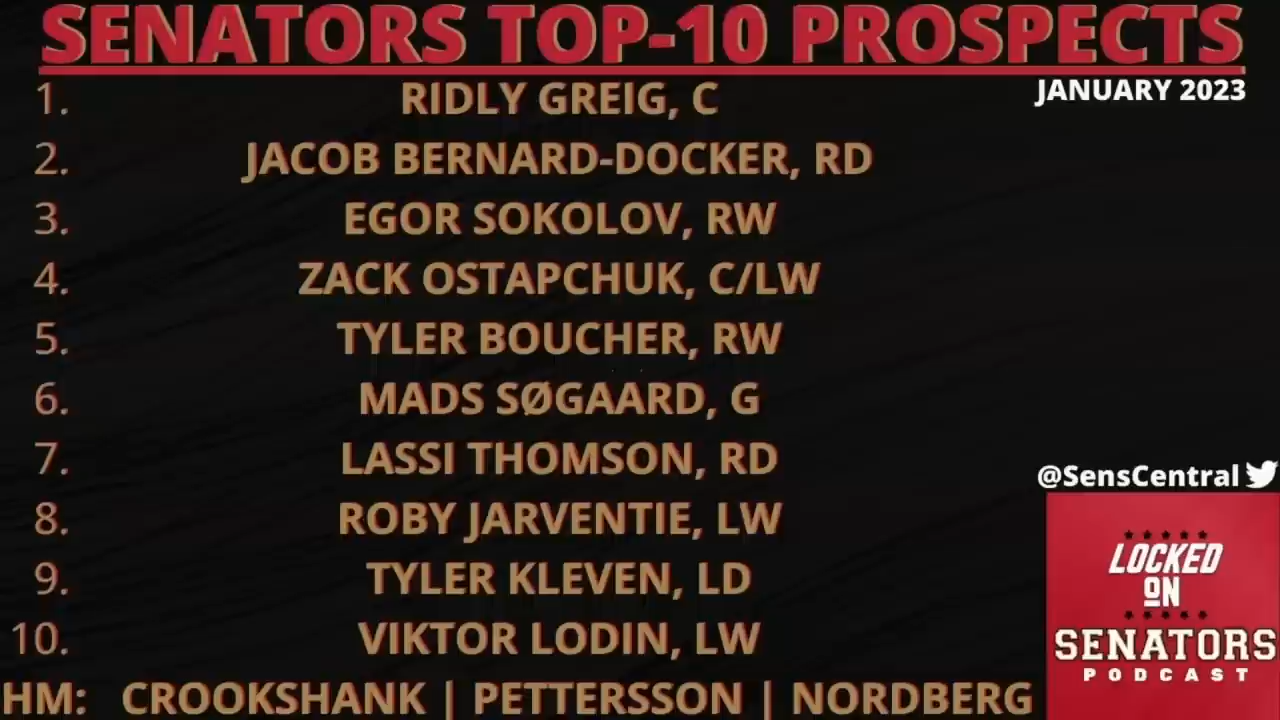 SENATORS TOP-10 PROSPECTS
JANUARY 2023
1. RIDLY GREIG, C
2. JACOB BERNARD-DOCKER, RD
3. EGOR SOKOLOV, RW
4. ZACK OSTAPCHUK, C/LW
5. TYLER BOUCHER, RW
6. MADS SØGAARD, G
7. LASSI THOMSON, RD
8. ROBY JARVENTIE, LW
9. TYLER KLEVEN, LD
10. VIKTOR LODIN, LW
HM: CROOKSHANK | PETTERSSON | NORDBERG
@SensCentral
LOCKED
ON
SENATORS
PODCAST